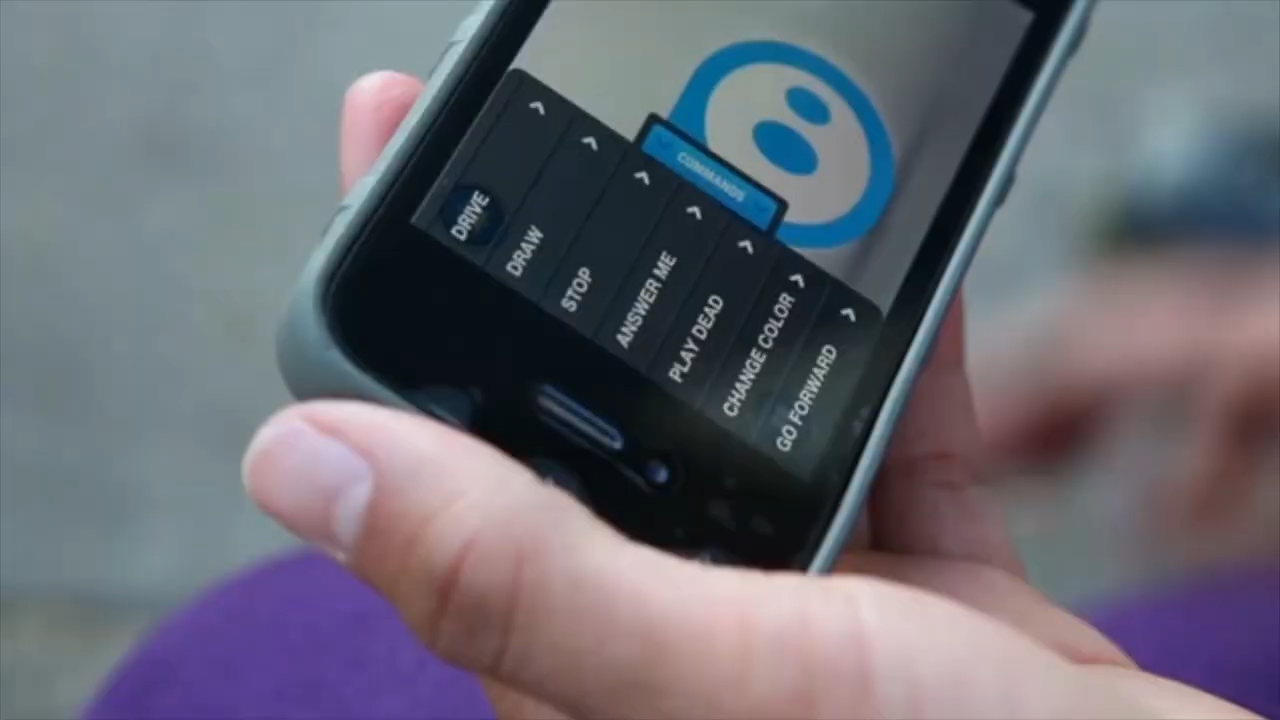 COMMANDS
DRIVE
DRAW
STOP
ANSWER ME
PLAY DEAD
CHANGE COLOR
GO FORWARD